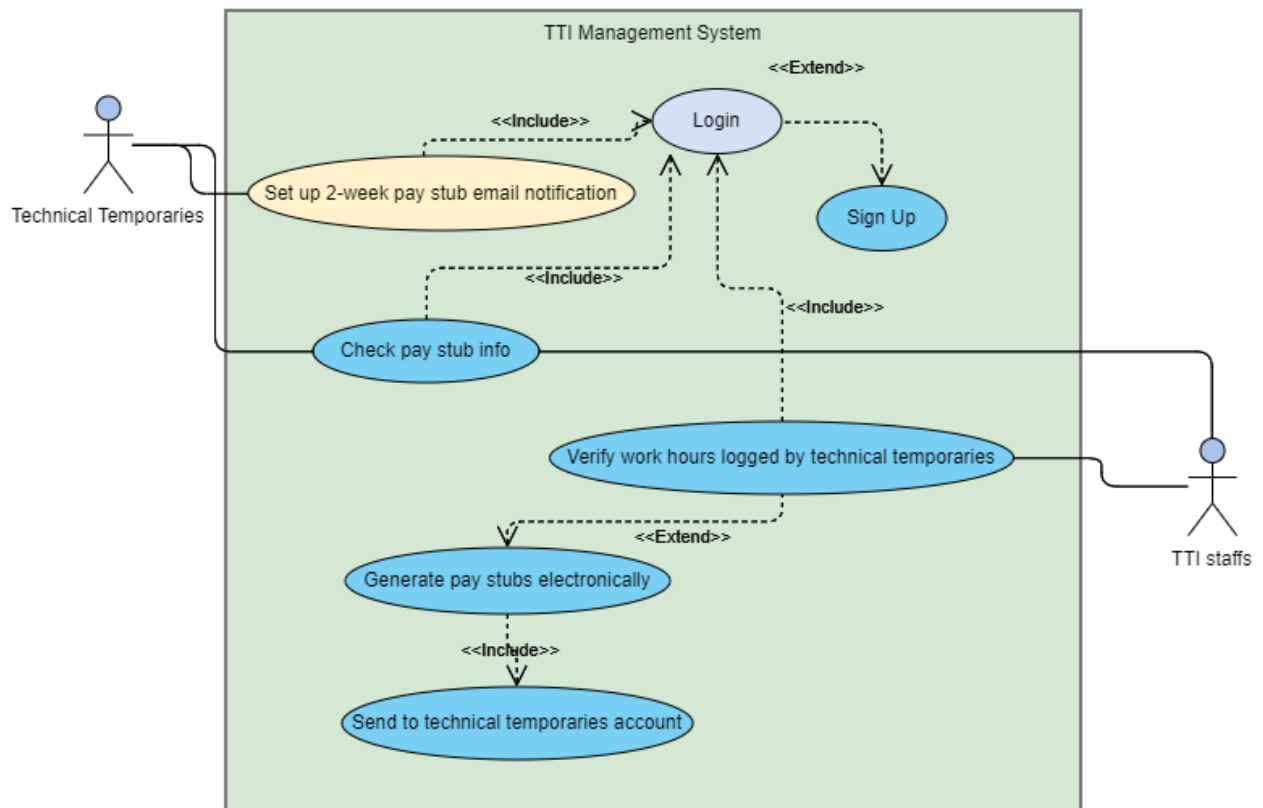 TTI Management System
<<Extend>>
Login
<<Include>>
Technical Temporaries
Set up 2-week pay stub email notification
Sign Up
<<Include>>
<<Include>>
Check pay stub info
Verify work hours logged by technical temporaries
<<Extend>>
TTI staffs
Generate pay stubs electronically
<<Include>>
Send to technical temporaries account